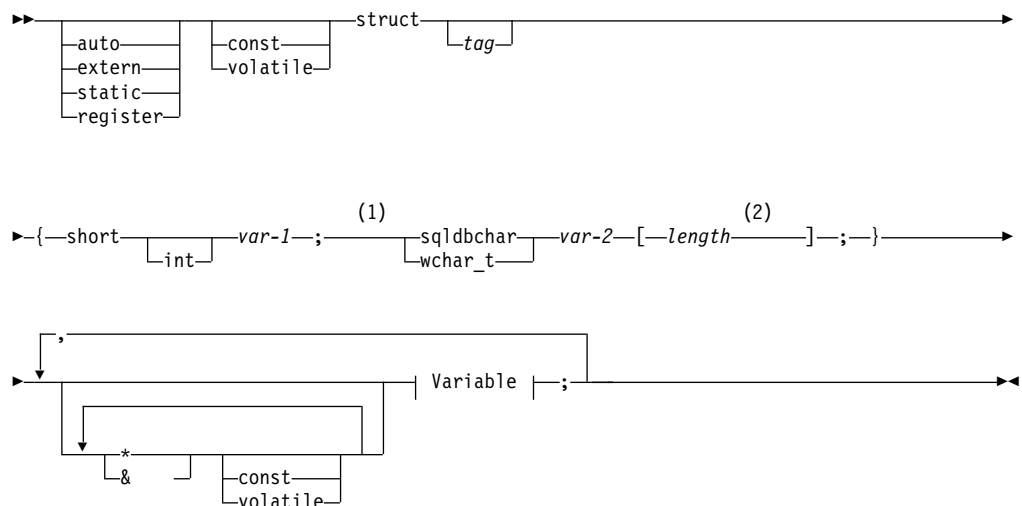 struct
auto const tag
extern volatile
static
register
(1) (2)
{ short var-1 ; sqldbchar var-2 [ length ] ; }
int wchar_t
,
Variable ;
*
& const
volatile